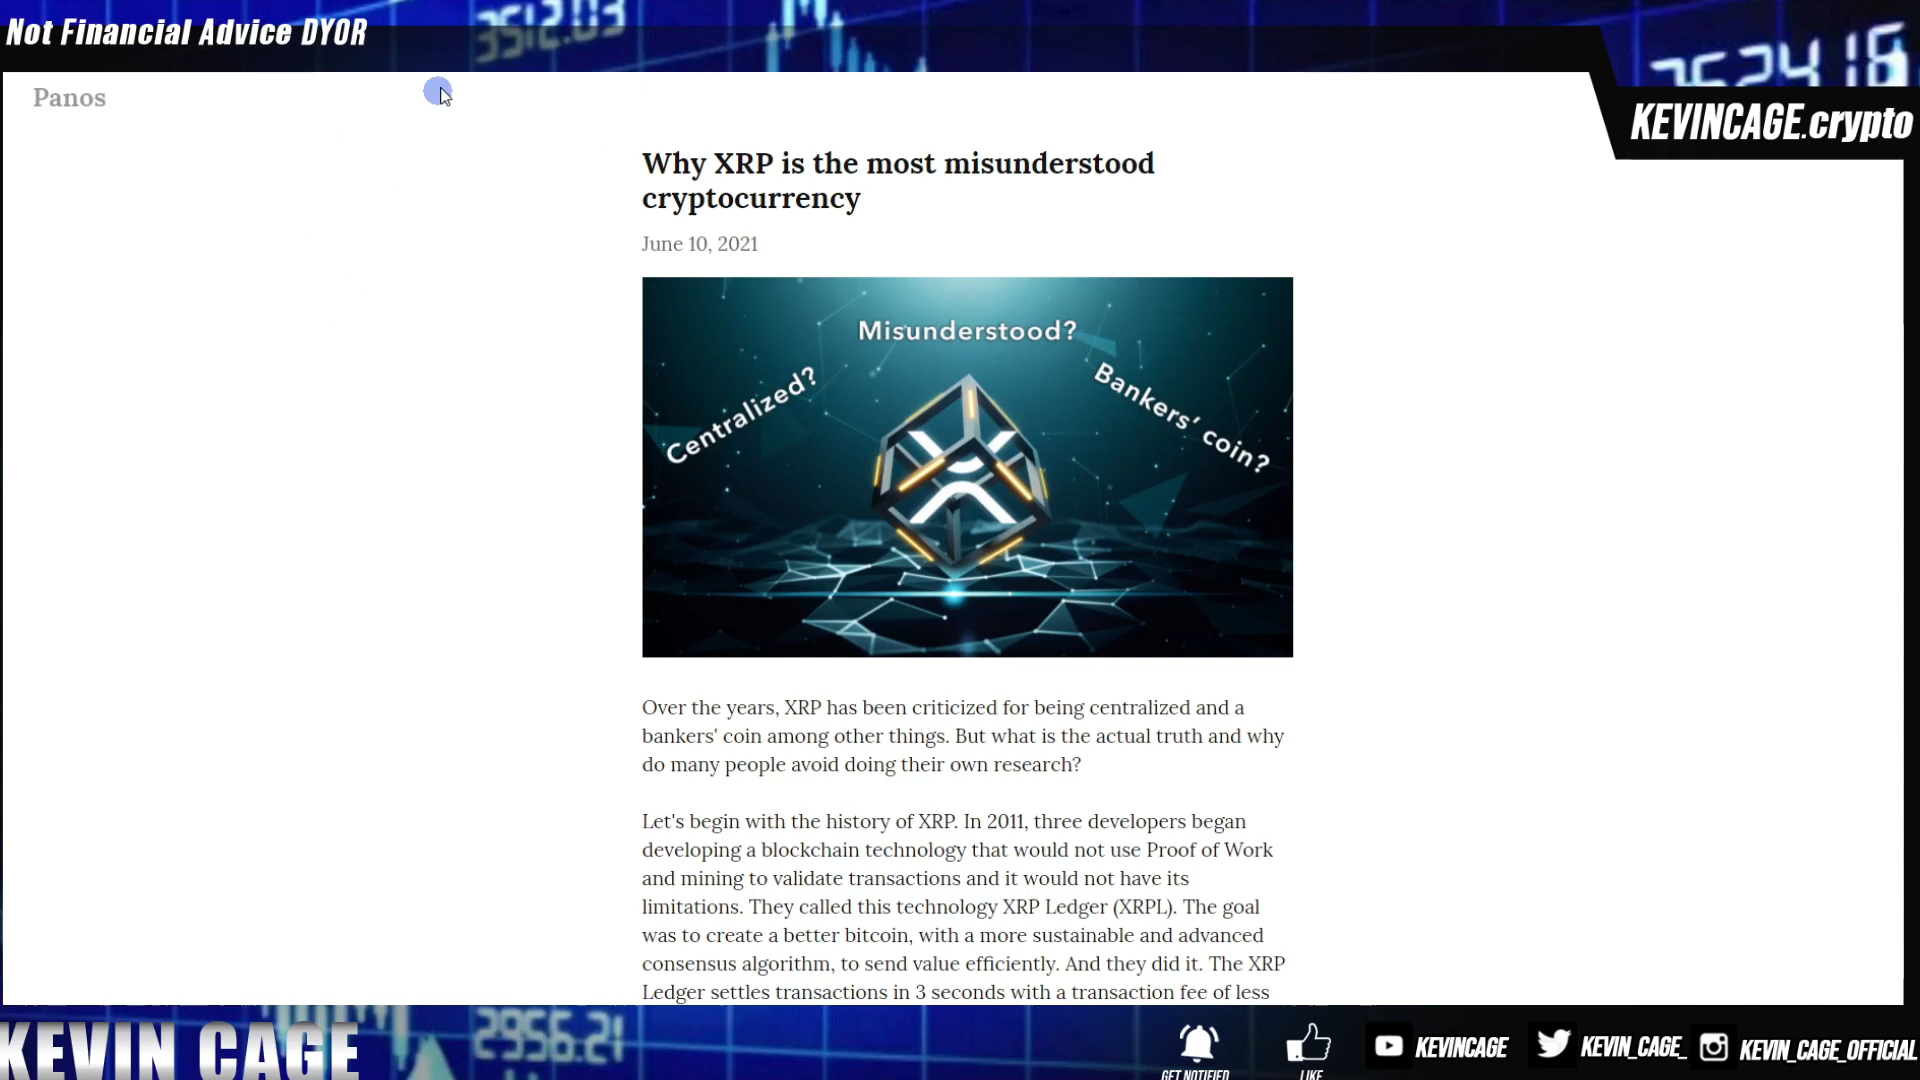 Not Financial Advice DYOR
3512.03
352416
KEVINCAGE.crypto
Panos
Why XRP is the most misunderstood
cryptocurrency
June 10, 2021
Misunderstood?
Centralized?
Bankers' coin?
Over the years, XRP has been criticized for being centralized and a
bankers' coin among other things. But what is the actual truth and why
do many people avoid doing their own research?
Let's begin with the history of XRP. In 2011, three developers began
developing a blockchain technology that would not use Proof of Work
and mining to validate transactions and it would not have its
limitations. They called this technology XRP Ledger (XRPL). The goal
was to create a better bitcoin, with a more sustainable and advanced
consensus algorithm, to send value efficiently. And they did it. The XRP
Ledger settles transactions in 3 seconds with a transaction fee of less
KEVIN CAGE
2956.21
GET NOTIFIED
LIKE
KEVINCAGE
KEVIN_CAGE_
KEVIN_CAGE_OFFICIAL